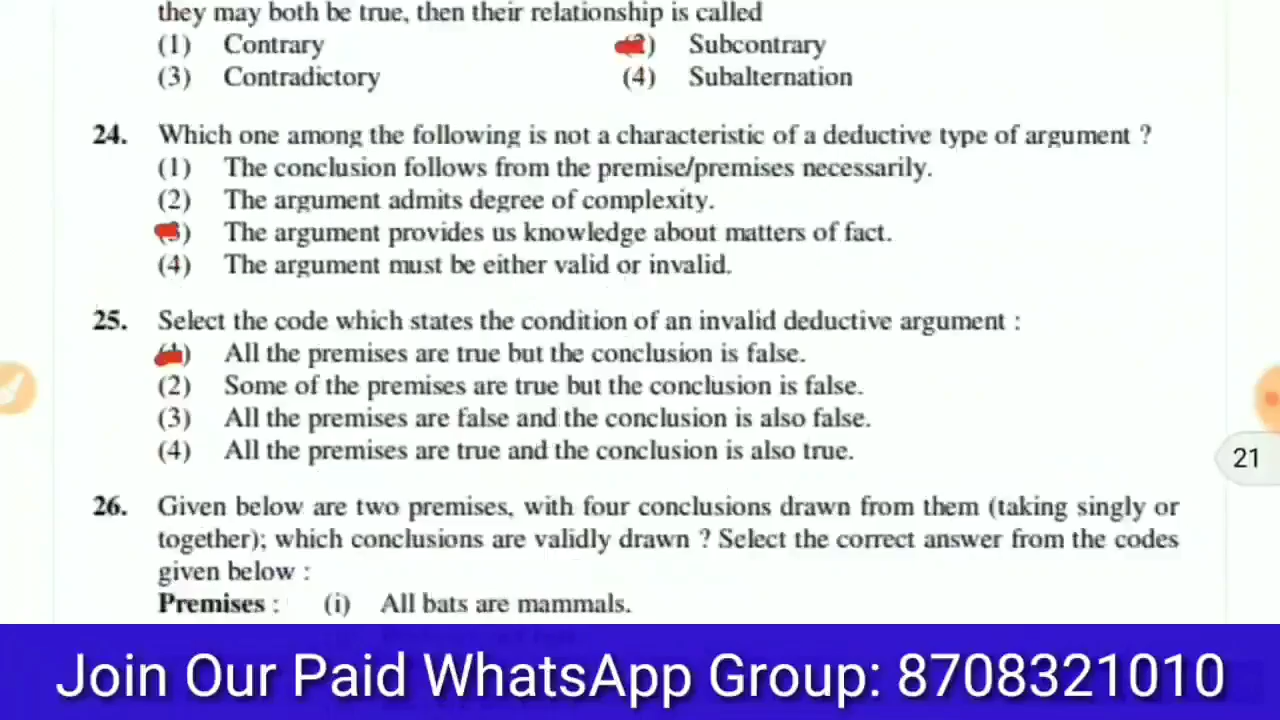 they may both be true, then their relationship is called
(1) Contrary ) Subcontrary
(3) Contradictory (4) Subalternation
24. Which one among the following is not a characteristic of a deductive type of argument ?
(1) The conclusion follows from the premise/premises necessarily.
(2) The argument admits degree of complexity.
) The argument provides us knowledge about matters of fact.
(4) The argument must be either valid or invalid.
25. Select the code which states the condition of an invalid deductive argument :
) All the premises are true but the conclusion is false.
(2) Some of the premises are true but the conclusion is false.
(3) All the premises are false and the conclusion is also false.
(4) All the premises are true and the conclusion is also true.
21
26. Given below are two premises, with four conclusions drawn from them (taking singly or
together); which conclusions are validly drawn ? Select the correct answer from the codes
given below :
Premises : (i) All bats are mammals.
Join Our Paid WhatsApp Group: 8708321010